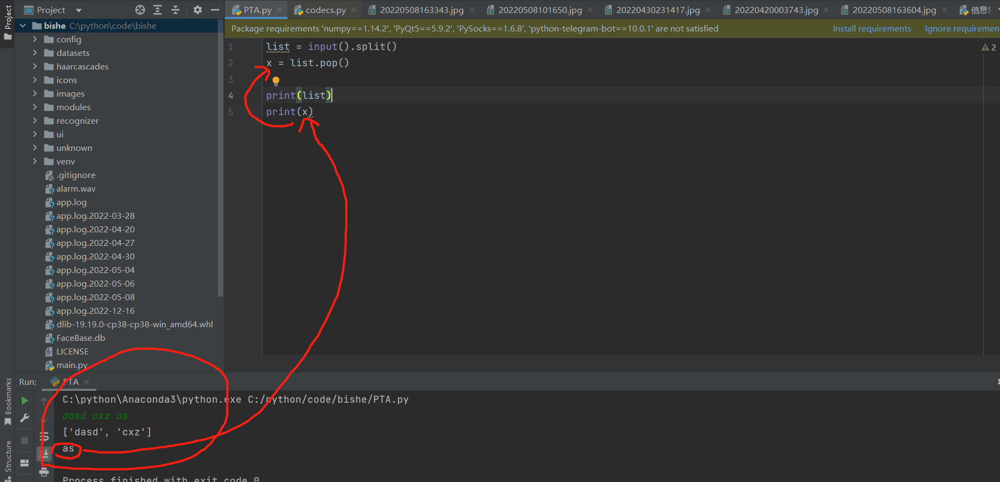 Project
Project
PTA.py
codecs.py
20220508163343.jpg
20220508101650.jpg
20220430231417.jpg
20220420003743.jpg
20220508163604.jpg
信息
bishe C:\python\code\bishe
config
datasets
haarcascades
icons
images
modules
recognizer
ui
unknown
venv
.gitignore
alarm.wav
app.log
app.log.2022-03-28
app.log.2022-04-20
app.log.2022-04-27
app.log.2022-04-30
app.log.2022-05-04
app.log.2022-05-06
app.log.2022-05-08
app.log.2022-12-16
dlib-19.19.0-cp38-cp38-win_amd64.whl
FaceBase.db
LICENSE
main.py
Package requirements 'numpy==1.14.2', 'PyQt5==5.9.2', 'PySocks==1.6.8', 'python-telegram-bot==10.0.1' are not satisfied
Install requirements
Ignore requiremen
1 list = input().split()
2 x = list.pop()
3
4 print(list)
5 print(x)
2
Run: PTA
C:\python\Anaconda3\python.exe C:/python/code/bishe/PTA.py
dasd cxz as
['dasd', 'cxz']
as
Process finished with exit code 0
Bookmarks
Structure